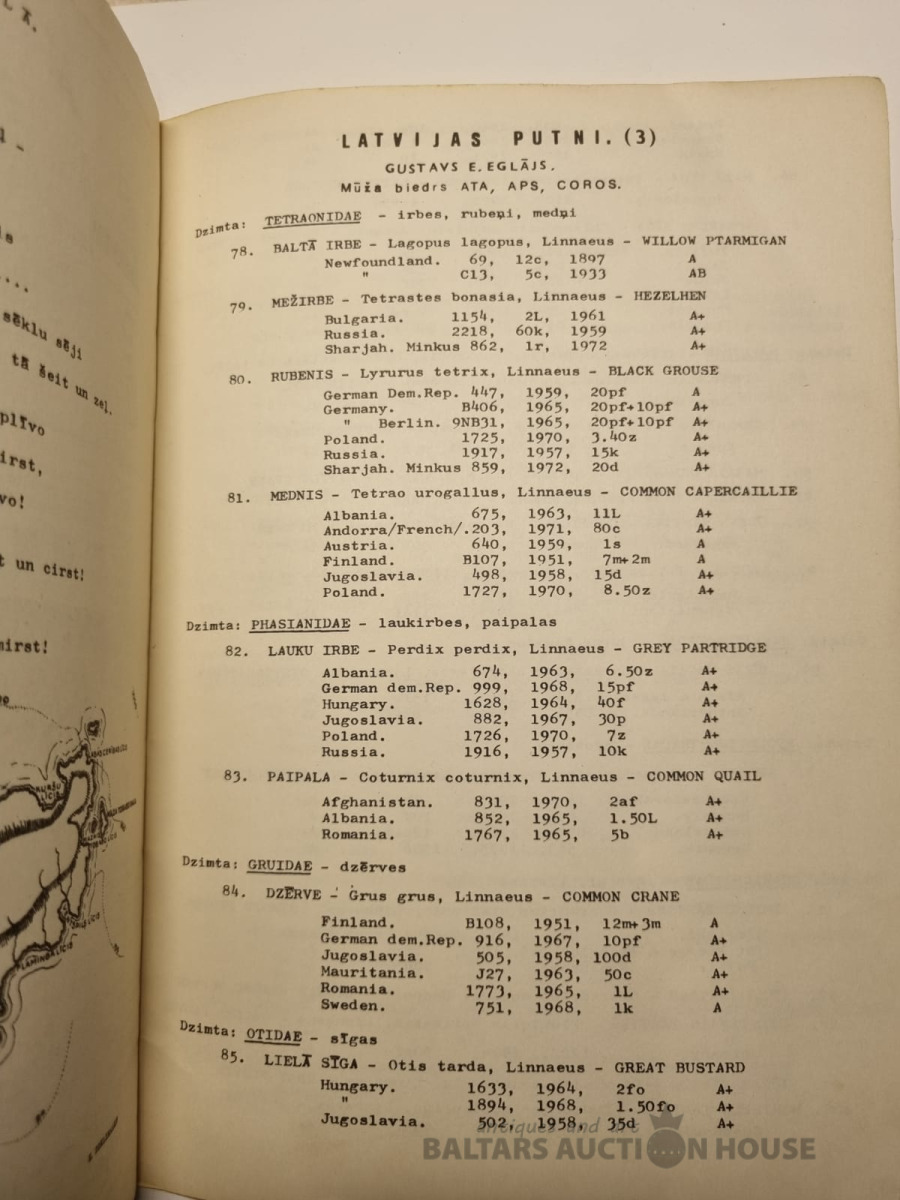 sēklu sēji
tā šeit un zeļ.
plīvo
t un cirst!
LATVIJAS PUTNI. (3)
GUSTAVS E. EGLĀJS.
Mūža biedrs ATA, APS, COROS.
Dzimta: TETRAONIDAE - irbes, rubeņi, medņi
78. BALTĀ IRBE - Lagopus lagopus, Linnaeus - WILLOW PTARMIGAN
Newfoundland. 69, 12c, 1897 A
" C13, 5c, 1933 AB
79. MEŽIRBE - Tetrastes bonasia, Linnaeus - HEZELHEN
Bulgaria. 1154, 2L, 1961 A+
Russia. 2218, 60k, 1959 A+
Sharjah. Minkus 862, 1r, 1972 A+
80. RUBENIS - Lyrurus tetrix, Linnaeus - BLACK GROUSE
German Dem.Rep. 447, 1959, 20pf A
Germany. B406, 1965, 20pf+10pf A+
" Berlin. 9NB31, 1965, 20pf+10pf A+
Poland. 1725, 1970, 3.40z A+
Russia. 1917, 1957, 15k A+
Sharjah. Minkus 859, 1972, 20d A+
81. MEDNIS - Tetrao urogallus, Linnaeus - COMMON CAPERCAILLIE
Albania. 675, 1963, 11L A+
Andorra/French/.203, 1971, 80c A+
Austria. 640, 1959, 1s A
Finland. B107, 1951, 7m+2m A
Jugoslavia. 498, 1958, 15d A+
Poland. 1727, 1970, 8.50z A+
Dzimta: PHASIANIDAE - laukirbes, paipalas
82. LAUKU IRBE - Perdix perdix, Linnaeus - GREY PARTRIDGE
Albania. 674, 1963, 6.50z A+
German dem.Rep. 999, 1968, 15pf A+
Hungary. 1628, 1964, 40f A+
Jugoslavia. 882, 1967, 30p A+
Poland. 1726, 1970, 7z A+
Russia. 1916, 1957, 10k A+
83. PAIPALA - Coturnix coturnix, Linnaeus - COMMON QUAIL
Afghanistan. 831, 1970, 2af A+
Albania. 852, 1965, 1.50L A+
Romania. 1767, 1965, 5b A+
Dzimta: GRUIDAE - dzērves
84. DZĒRVE - Grus grus, Linnaeus - COMMON CRANE
Finland. B108, 1951, 12m+3m A
German dem.Rep. 916, 1967, 10pf A+
Jugoslavia. 505, 1958, 100d A+
Mauritania. J27, 1963, 50c A+
Romania. 1773, 1965, 1L A+
Sweden. 751, 1968, 1k A
Dzimta: OTIDAE - sīgas
85. LIELĀ SĪGA - Otis tarda, Linnaeus - GREAT BUSTARD
Hungary. 1633, 1964, 2fo A+
" 1894, 1968, 1.50fo A+
Jugoslavia. 502, 1958, 35d A+
antiques and art
BALTARS AUCTION HOUSE